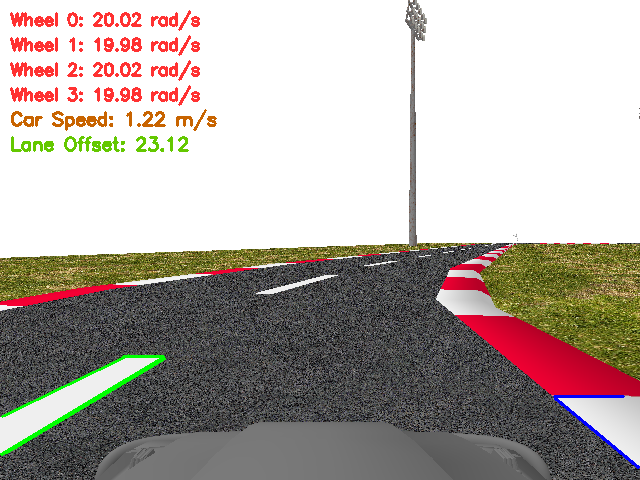 Wheel 0: 20.02 rad/s
Wheel 1: 19.98 rad/s
Wheel 2: 20.02 rad/s
Wheel 3: 19.98 rad/s
Car Speed: 1.22 m/s
Lane Offset: 23.12